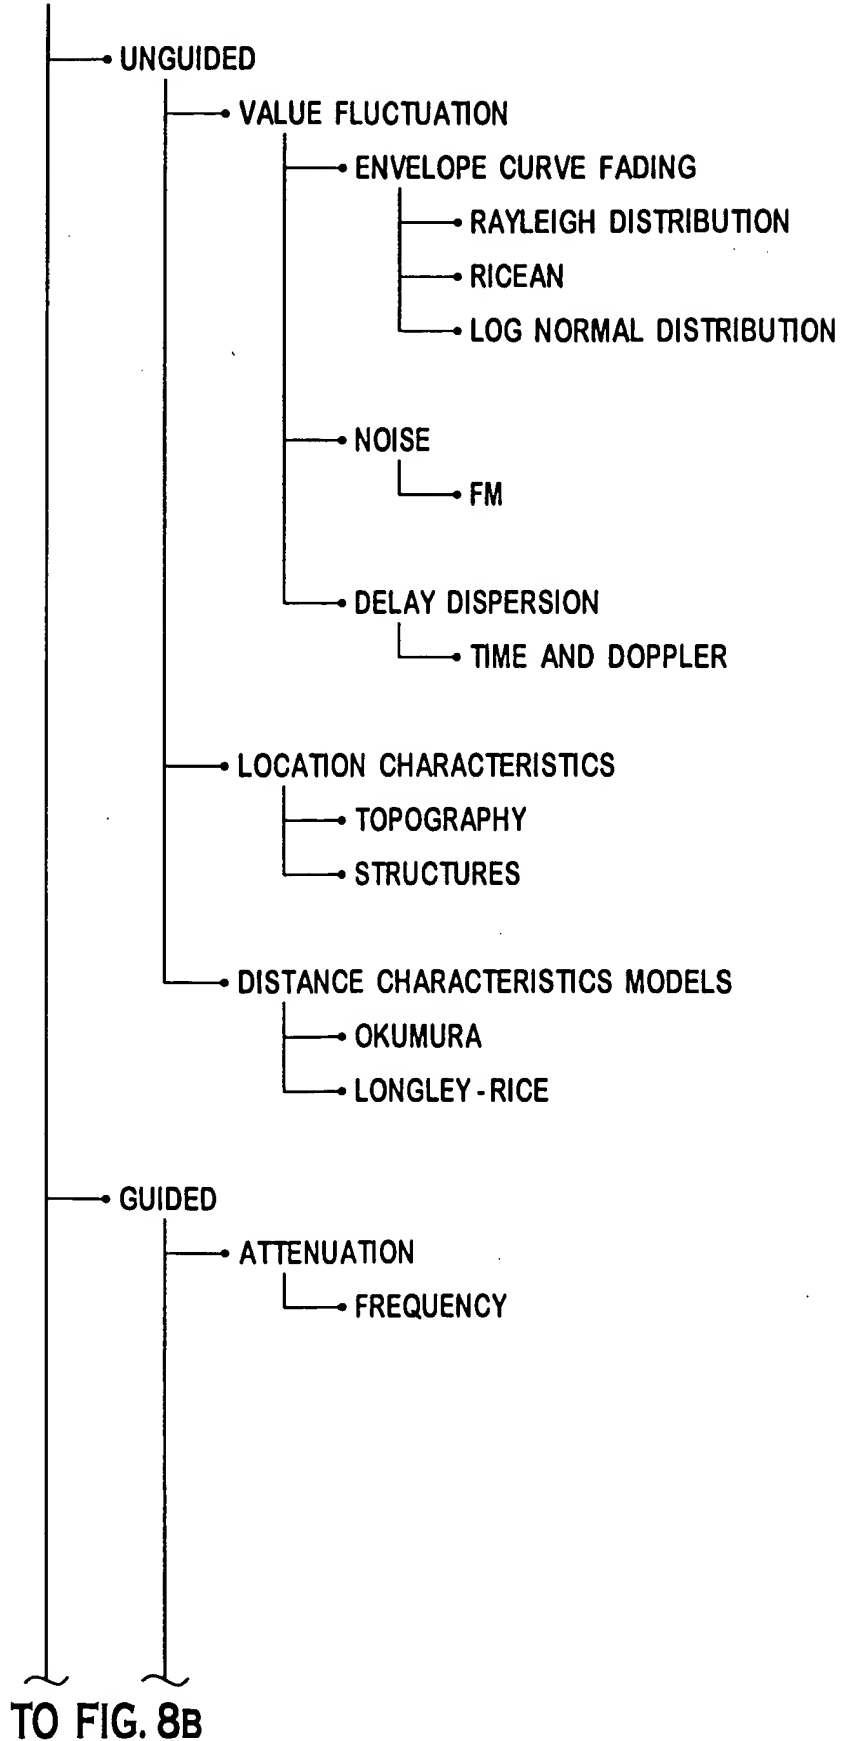 UNGUIDED
VALUE FLUCTUATION
ENVELOPE CURVE FADING
RAYLEIGH DISTRIBUTION
RICEAN
LOG NORMAL DISTRIBUTION
NOISE
FM
DELAY DISPERSION
TIME AND DOPPLER
LOCATION CHARACTERISTICS
TOPOGRAPHY
STRUCTURES
DISTANCE CHARACTERISTICS MODELS
OKUMURA
LONGLEY-RICE
GUIDED
ATTENUATION
FREQUENCY
TO FIG. 8B